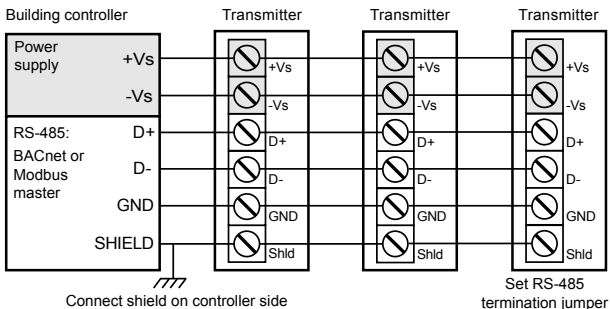 Building controller
Transmitter
Transmitter
Transmitter
Power
supply
+Vs
+Vs
+Vs
+Vs
-Vs
-Vs
-Vs
-Vs
RS-485:
BACnet or
Modbus
master
D+
D+
D+
D+
D-
D-
D-
D-
GND
GND
GND
GND
SHIELD
Shld
Shld
Shld
Connect shield on controller side
Set RS-485
termination jumper